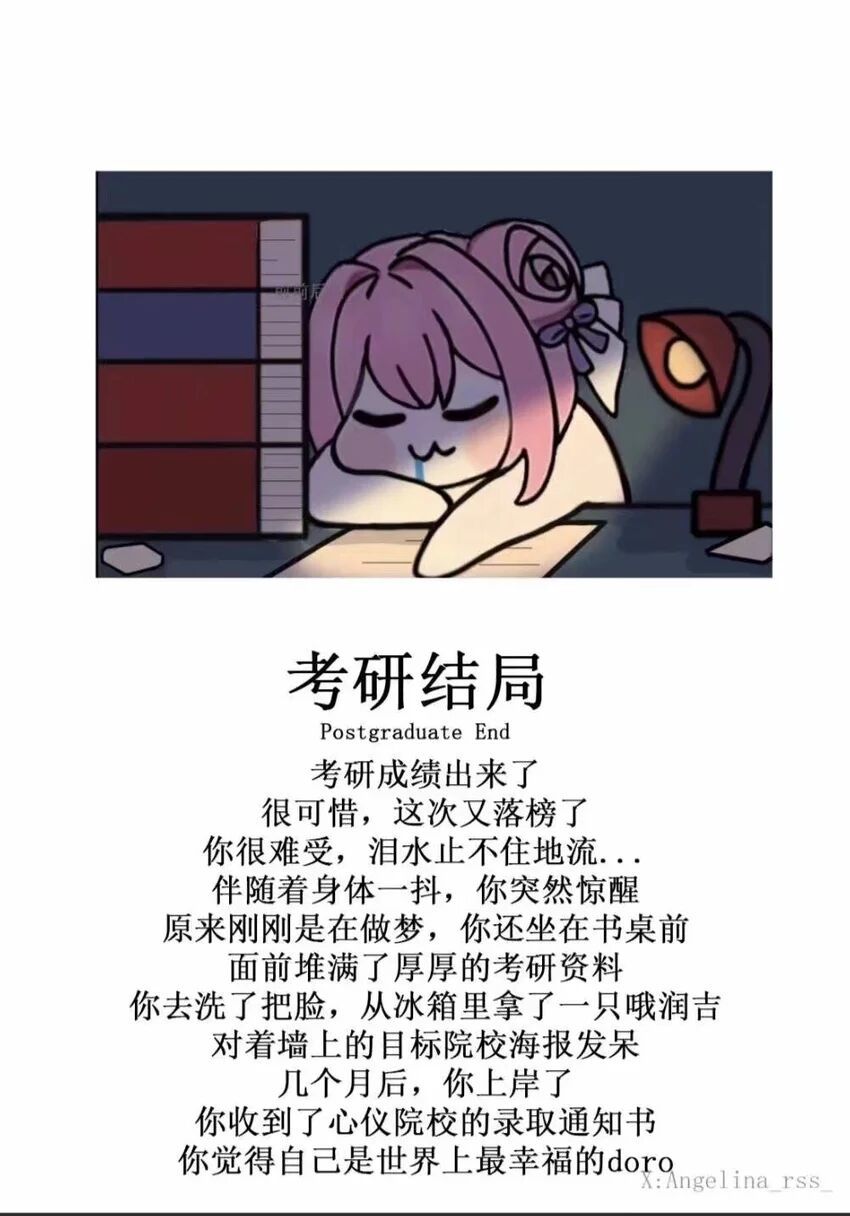 考研结局
Postgraduate End
考研成绩出来了
很可惜，这次又落榜了
你很难受，泪水止不住地流...
伴随着身体一抖，你突然惊醒
原来刚刚是在做梦，你还坐在书桌前
面前堆满了厚厚的考研资料
你去洗了把脸，从冰箱里拿了一只哦润吉
对着墙上的目标院校海报发呆
几个月后，你上岸了
你收到了心仪院校的录取通知书
你觉得自己是世界上最幸福的doro
X:Angelina_rss_